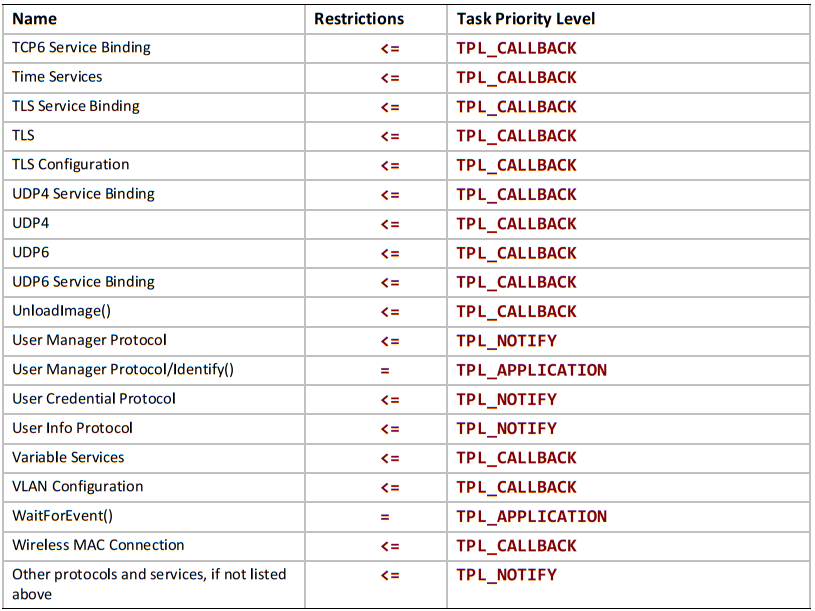 Name Restrictions Task Priority Level
TCP6 Service Binding <= TPL_CALLBACK
Time Services <= TPL_CALLBACK
TLS Service Binding <= TPL_CALLBACK
TLS <= TPL_CALLBACK
TLS Configuration <= TPL_CALLBACK
UDP4 Service Binding <= TPL_CALLBACK
UDP4 <= TPL_CALLBACK
UDP6 <= TPL_CALLBACK
UDP6 Service Binding <= TPL_CALLBACK
UnloadImage() <= TPL_CALLBACK
User Manager Protocol <= TPL_NOTIFY
User Manager Protocol/Identify() = TPL_APPLICATION
User Credential Protocol <= TPL_NOTIFY
User Info Protocol <= TPL_NOTIFY
Variable Services <= TPL_CALLBACK
VLAN Configuration <= TPL_CALLBACK
WaitForEvent() = TPL_APPLICATION
Wireless MAC Connection <= TPL_CALLBACK
Other protocols and services, if not listed <= TPL_NOTIFY
above